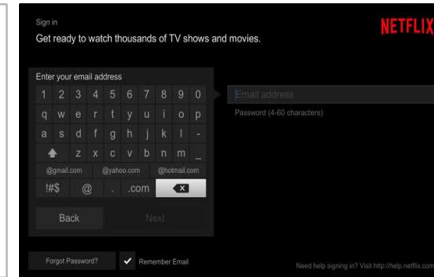 Sign in
NETFLIX
Get ready to watch thousands of TV shows and movies.
Enter your email address
1 2 3 4 5 6 7 8 9 0
q w e r t y u i o p
a s d f g h j k l -
z x c v b n m _
@gmail.com @yahoo.com @hotmail.com
!#$ @ . .com
Back Next
Email address
Password (4-60 characters)
Forgot Password? Remember Email
Need help signing in? Visit http://help.netflix.com